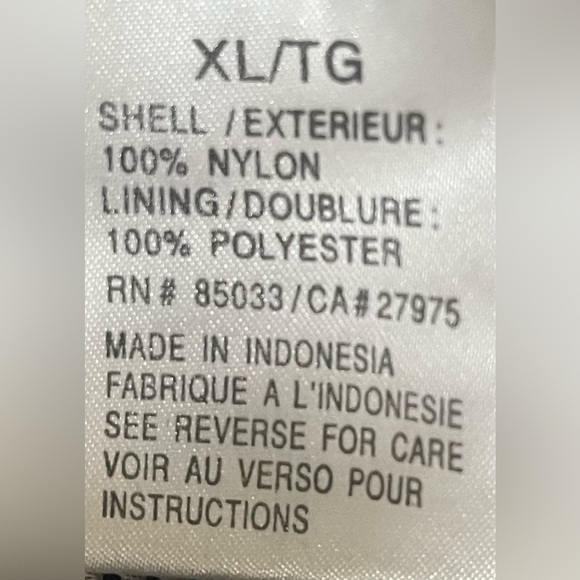 XL/TG
SHELL / EXTERIEUR:
100% NYLON
LINING / DOUBLURE:
100% POLYESTER
RN# 85033/CA#27975
MADE IN INDONESIA
FABRIQUE A L'INDONESIE
SEE REVERSE FOR CARE
VOIR AU VERSO POUR
INSTRUCTIONS